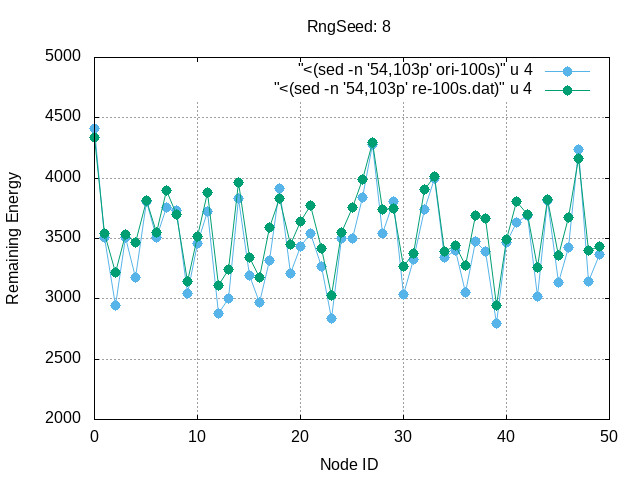 RngSeed: 8
5000
"<(sed -n '54,103p' ori-100s)" u 4
"<(sed -n '54,103p' re-100s.dat)" u 4
4500
4000
3500
3000
2500
2000
Remaining Energy
0 10 20 30 40 50
Node ID